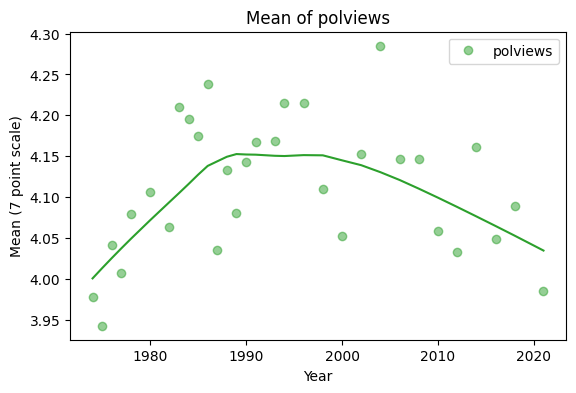 Mean of polviews
polviews
4.30
4.25
4.20
4.15
4.10
4.05
4.00
3.95
Mean (7 point scale)
1980 1990 2000 2010 2020
Year